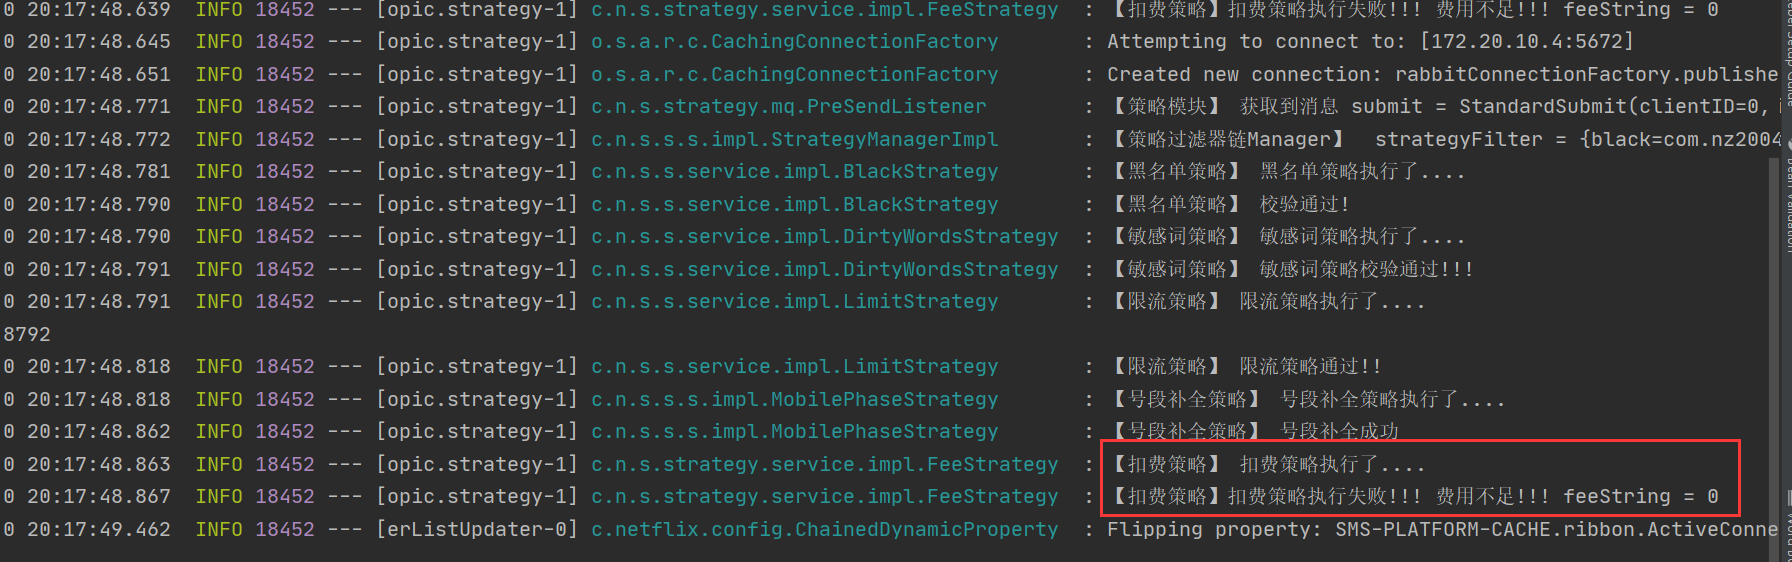 0 20:17:48.639  INFO 18452 --- [opic.strategy-1] c.n.s.strategy.service.impl.FeeStrategy  : 【扣费策略】扣费策略执行失败!!! 费用不足!!! feeString = 0
0 20:17:48.645  INFO 18452 --- [opic.strategy-1] o.s.a.r.c.CachingConnectionFactory       : Attempting to connect to: [172.20.10.4:5672]
0 20:17:48.651  INFO 18452 --- [opic.strategy-1] o.s.a.r.c.CachingConnectionFactory       : Created new connection: rabbitConnectionFactory.publishe
0 20:17:48.771  INFO 18452 --- [opic.strategy-1] c.n.s.strategy.mq.PreSendListener        : 【策略模块】 获取到消息 submit = StandardSubmit(clientID=0,
0 20:17:48.772  INFO 18452 --- [opic.strategy-1] c.n.s.s.s.impl.StrategyManagerImpl       : 【策略过滤器链Manager】  strategyFilter = {black=com.nz2004
0 20:17:48.781  INFO 18452 --- [opic.strategy-1] c.n.s.s.service.impl.BlackStrategy       : 【黑名单策略】 黑名单策略执行了....
0 20:17:48.790  INFO 18452 --- [opic.strategy-1] c.n.s.s.service.impl.BlackStrategy       : 【黑名单策略】 校验通过!
0 20:17:48.790  INFO 18452 --- [opic.strategy-1] c.n.s.s.service.impl.DirtyWordsStrategy  : 【敏感词策略】 敏感词策略执行了....
0 20:17:48.791  INFO 18452 --- [opic.strategy-1] c.n.s.s.service.impl.DirtyWordsStrategy  : 【敏感词策略】 敏感词策略校验通过!!!
0 20:17:48.791  INFO 18452 --- [opic.strategy-1] c.n.s.s.service.impl.LimitStrategy       : 【限流策略】 限流策略执行了....
8792
0 20:17:48.818  INFO 18452 --- [opic.strategy-1] c.n.s.s.service.impl.LimitStrategy       : 【限流策略】 限流策略通过!!
0 20:17:48.818  INFO 18452 --- [opic.strategy-1] c.n.s.s.s.impl.MobilePhaseStrategy       : 【号段补全策略】 号段补全策略执行了....
0 20:17:48.862  INFO 18452 --- [opic.strategy-1] c.n.s.s.s.impl.MobilePhaseStrategy       : 【号段补全策略】 号段补全成功
0 20:17:48.863  INFO 18452 --- [opic.strategy-1] c.n.s.strategy.service.impl.FeeStrategy  : 【扣费策略】 扣费策略执行了....
0 20:17:48.867  INFO 18452 --- [opic.strategy-1] c.n.s.strategy.service.impl.FeeStrategy  : 【扣费策略】扣费策略执行失败!!! 费用不足!!! feeString = 0
0 20:17:49.462  INFO 18452 --- [erListUpdater-0] c.netflix.config.ChainedDynamicProperty  : Flipping property: SMS-PLATFORM-CACHE.ribbon.ActiveConne